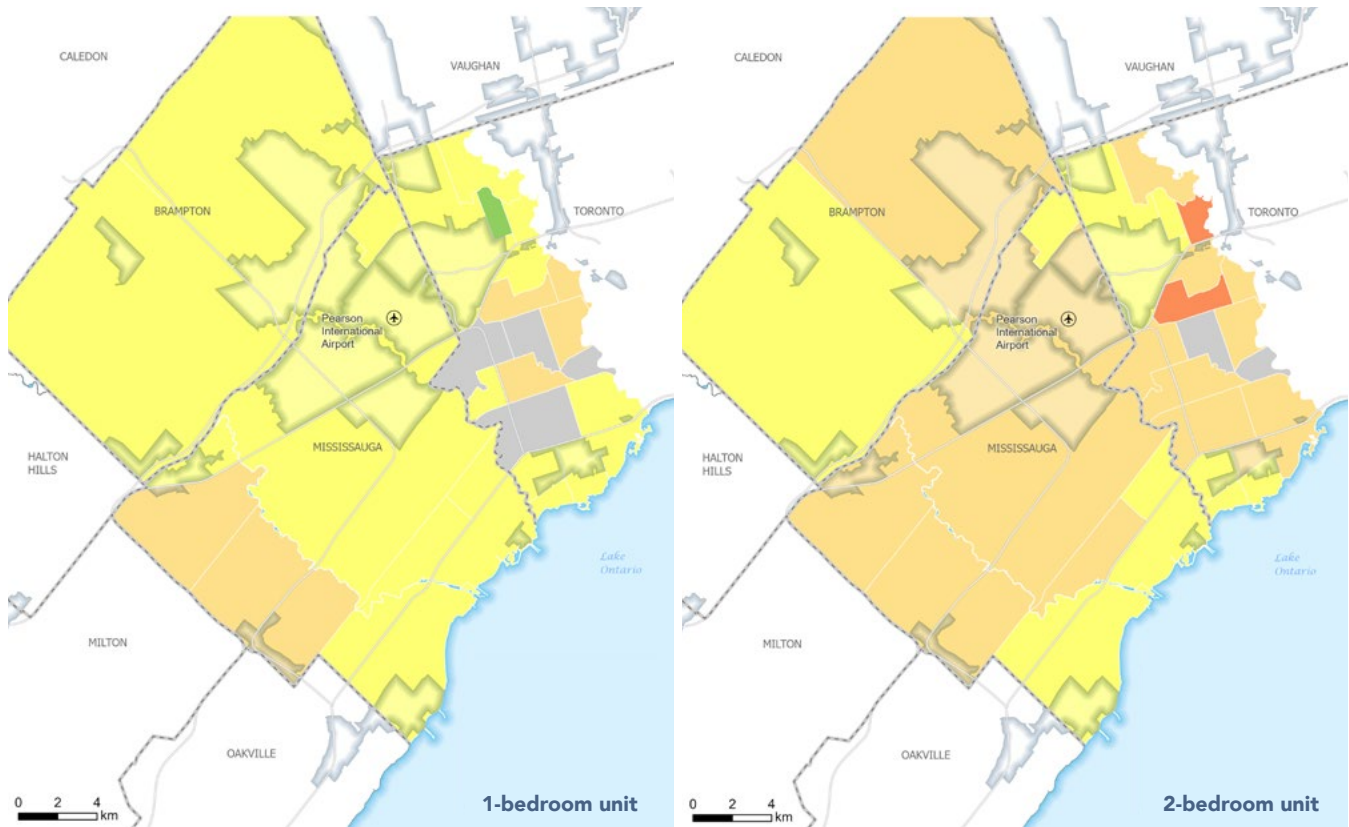 CALEDON
VAUGHAN
BRAMPTON
TORONTO
Pearson
International
Airport
MISSISSAUGA
HALTON
HILLS
Lake
Ontario
MILTON
OAKVILLE
0 2 4
km
1-bedroom unit
CALEDON
VAUGHAN
BRAMPTON
TORONTO
Pearson
International
Airport
MISSISSAUGA
HALTON
HILLS
Lake
Ontario
MILTON
OAKVILLE
0 2 4
km
2-bedroom unit